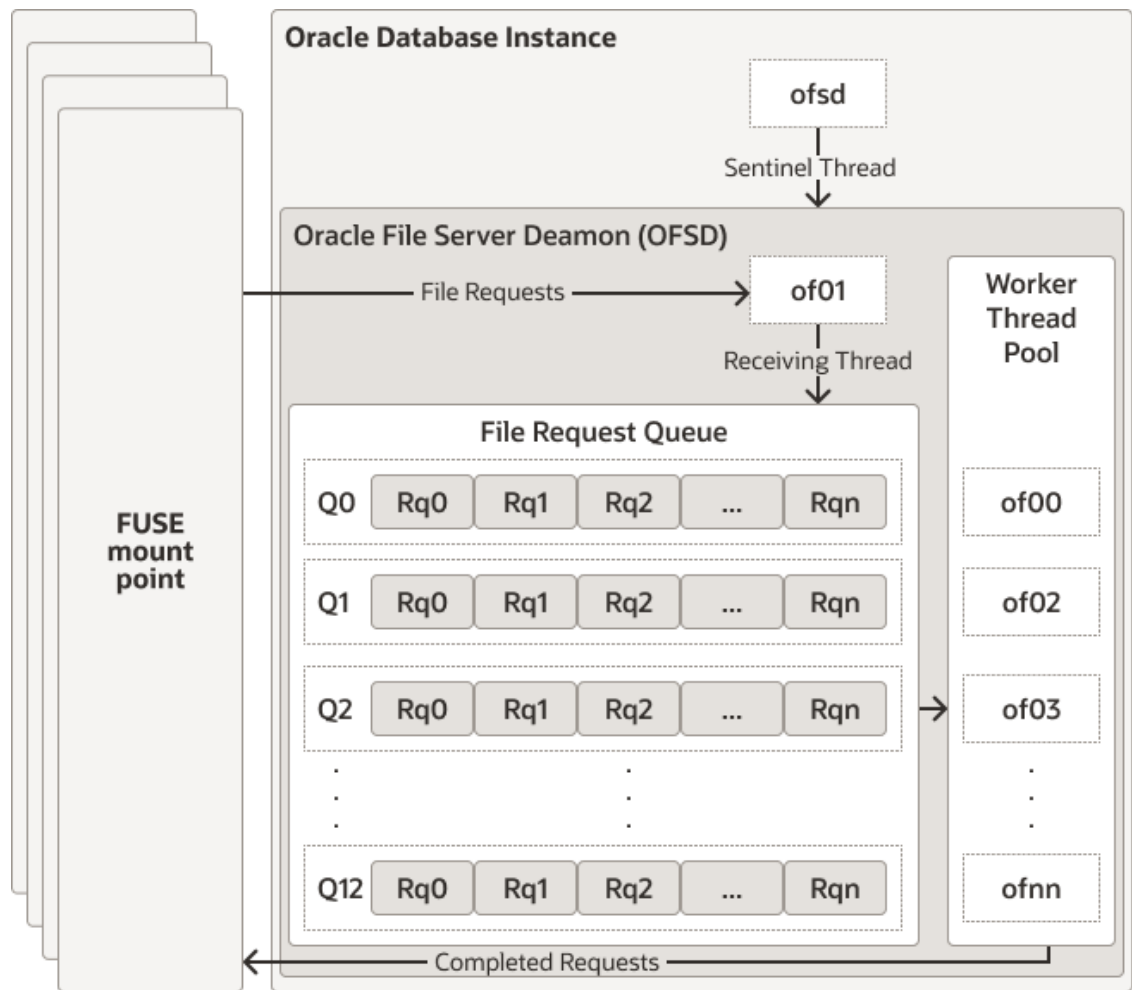 Oracle Database Instance
ofsd
Sentinel Thread
Oracle File Server Deamon (OFSD)
File Requests
of01
Receiving Thread
Worker
Thread
Pool
FUSE
mount
point
File Request Queue
Q0 Rq0 Rq1 Rq2 ... Rqn
of00
Q1 Rq0 Rq1 Rq2 ... Rqn
of02
Q2 Rq0 Rq1 Rq2 ... Rqn
of03
Q12 Rq0 Rq1 Rq2 ... Rqn
ofnn
Completed Requests